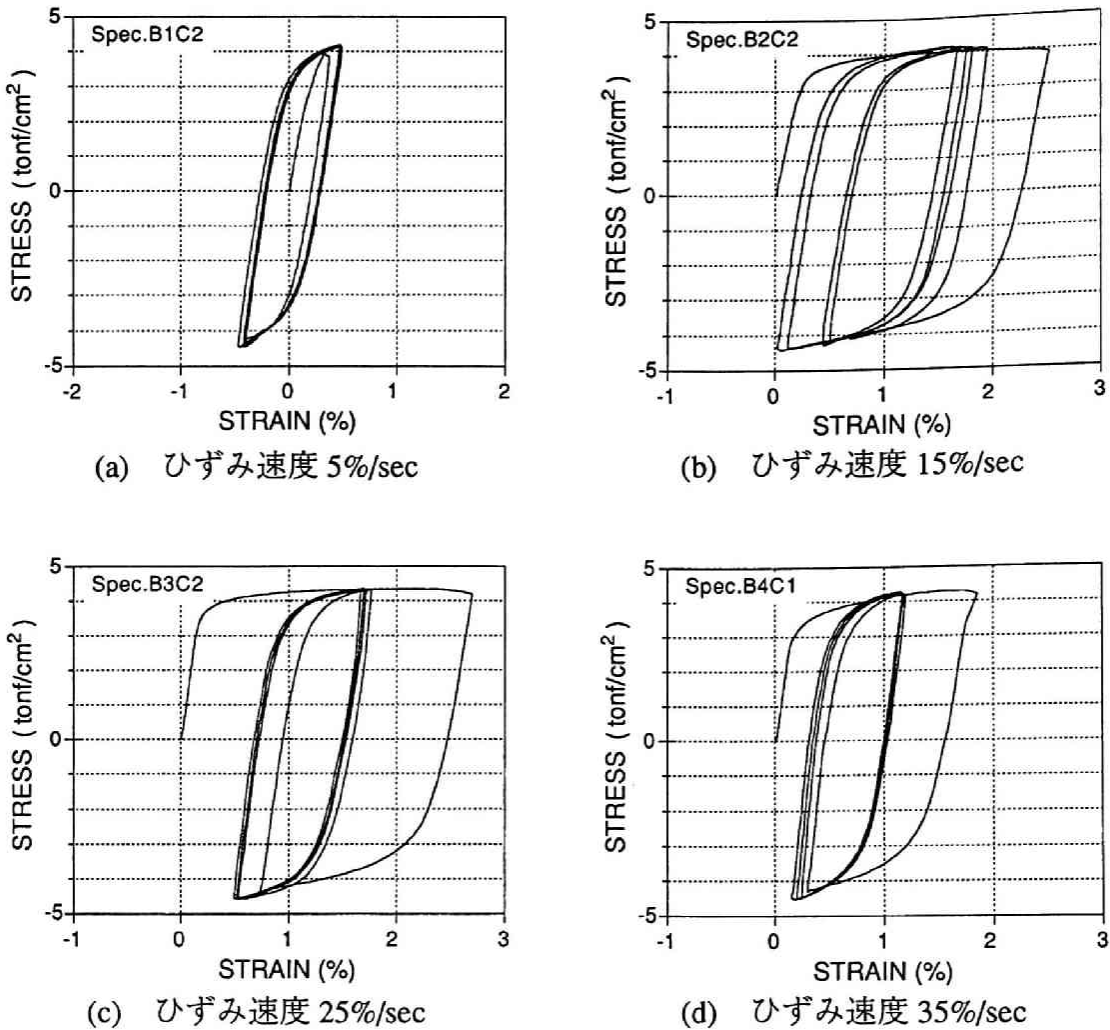 Spec.B1C2
STRESS ( tonf/cm²)
5
0
-5
-2
-1
0
1
2
STRAIN (%)
(a) ひずみ速度 5%/sec
Spec.B2C2
STRESS ( tonf/cm²)
5
0
-5
-1
0
1
2
3
STRAIN (%)
(b) ひずみ速度 15%/sec
Spec.B3C2
STRESS ( tonf/cm²)
5
0
-5
-1
0
1
2
3
STRAIN (%)
(c) ひずみ速度 25%/sec
Spec.B4C1
STRESS ( tonf/cm²)
5
0
-5
-1
0
1
2
3
STRAIN (%)
(d) ひずみ速度 35%/sec